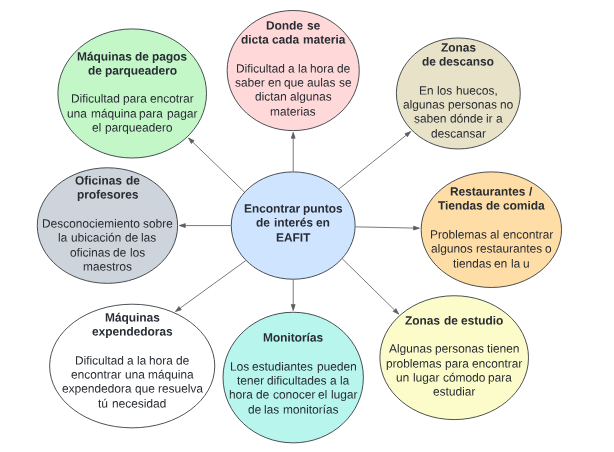 Donde se
dicta cada materia
Dificultad a la hora de
saber en que aulas se
dictan algunas
materias
Máquinas de pagos
de parqueadero
Dificultad para encotrar
una máquina para pagar
el parqueadero
Zonas
de descanso
En los huecos,
algunas personas no
saben dónde ir a
descansar
Oficinas de
profesores
Desconociemiento sobre
la ubicación de las
oficinas de los
maestros
Encontrar puntos
de interés en
EAFIT
Restaurantes /
Tiendas de comida
Problemas al encontrar
algunos restaurantes o
tiendas en la u
Máquinas
expendedoras
Dificultad a la hora de
encontrar una máquina
expendedora que resuelva
tú necesidad
Monitorías
Los estudiantes pueden
tener dificultades a la
hora de conocer el lugar
de las monitorías
Zonas de estudio
Algunas personas tienen
problemas para encontrar
un lugar cómodo para
estudiar